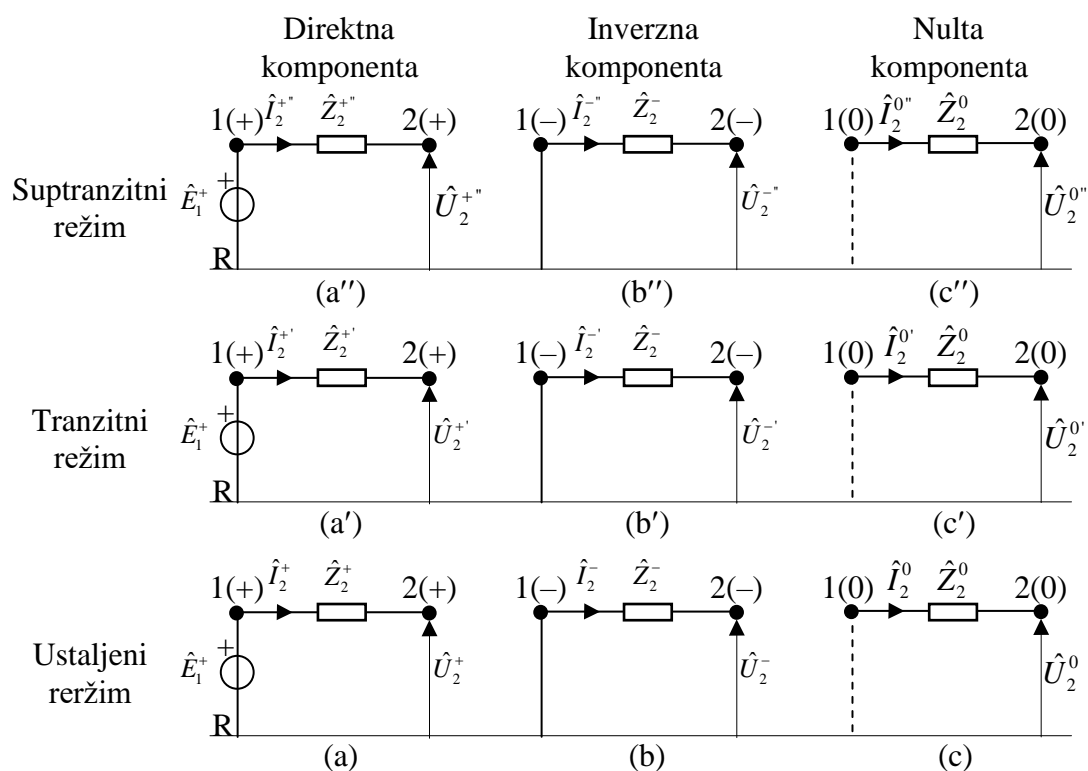 Direktna
komponenta
Inverzna
komponenta
Nulta
komponenta
Suptranzitni
režim
1(+) Î₂⁺" Ẑ₂⁺" 2(+)
+
Ê₁⁺
Û₂⁺"
R
(a'')
1(–) Î₂⁻" Ẑ₂⁻ 2(–)
Û₂⁻"
(b'')
1(0) Î₂⁰" Ẑ₂⁰ 2(0)
Û₂⁰"
(c'')
Tranzitni
režim
1(+) Î₂⁺' Ẑ₂⁺' 2(+)
+
Ê₁⁺
Û₂⁺'
R
(a')
1(–) Î₂⁻' Ẑ₂⁻ 2(–)
Û₂⁻'
(b')
1(0) Î₂⁰' Ẑ₂⁰ 2(0)
Û₂⁰'
(c')
Ustaljeni
reržim
1(+) Î₂⁺ Ẑ₂⁺ 2(+)
+
Ê₁⁺
Û₂⁺
R
(a)
1(–) Î₂⁻ Ẑ₂⁻ 2(–)
Û₂⁻
(b)
1(0) Î₂⁰ Ẑ₂⁰ 2(0)
Û₂⁰
(c)